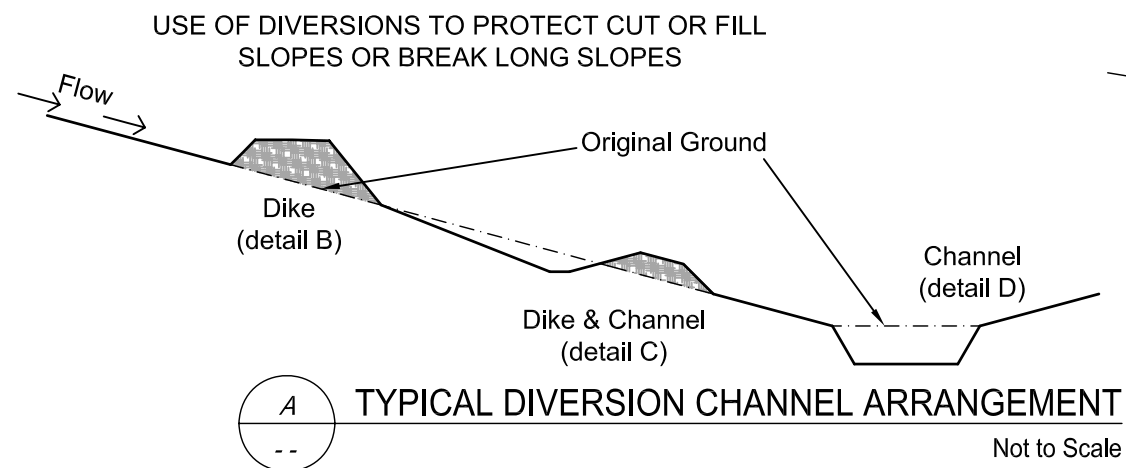 USE OF DIVERSIONS TO PROTECT CUT OR FILL
SLOPES OR BREAK LONG SLOPES
Flow
Original Ground
Dike
(detail B)
Channel
(detail D)
Dike & Channel
(detail C)
A
--
TYPICAL DIVERSION CHANNEL ARRANGEMENT
Not to Scale